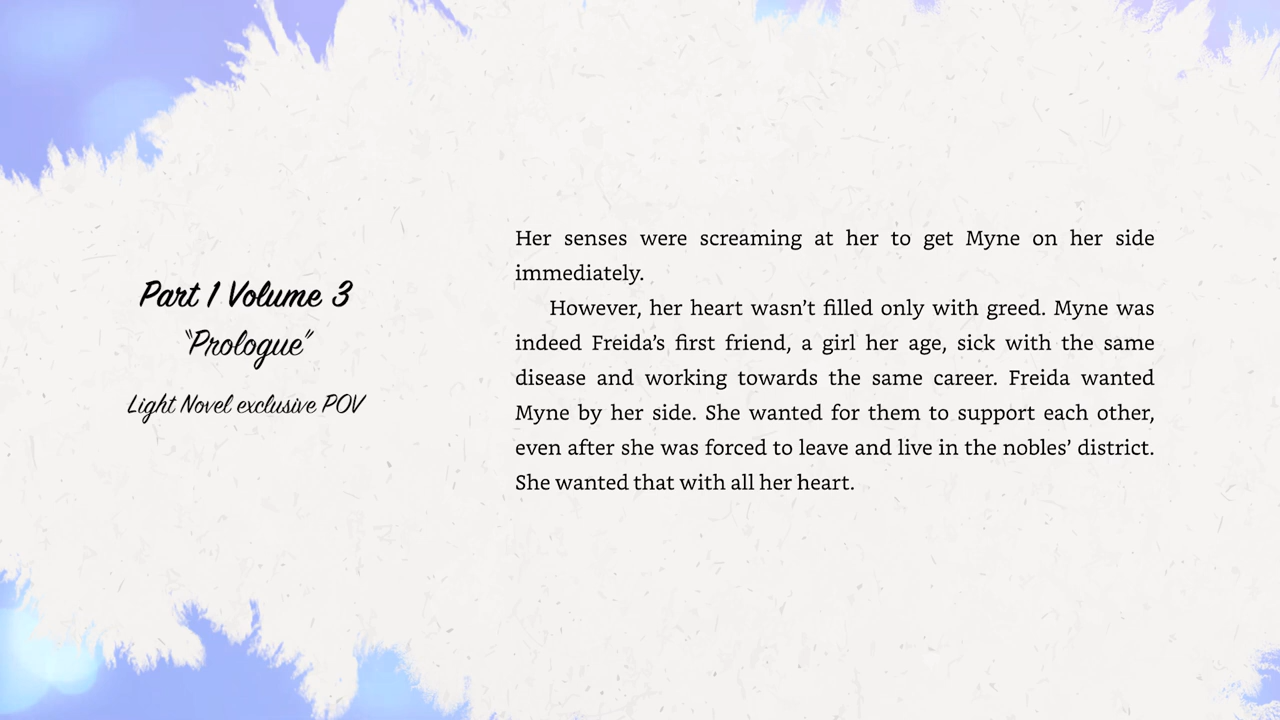 Part 1 Volume 3
"Prologue"
Light Novel exclusive POV
Her senses were screaming at her to get Myne on her side
immediately.
However, her heart wasn’t filled only with greed. Myne was
indeed Freida’s first friend, a girl her age, sick with the same
disease and working towards the same career. Freida wanted
Myne by her side. She wanted for them to support each other,
even after she was forced to leave and live in the nobles’ district.
She wanted that with all her heart.